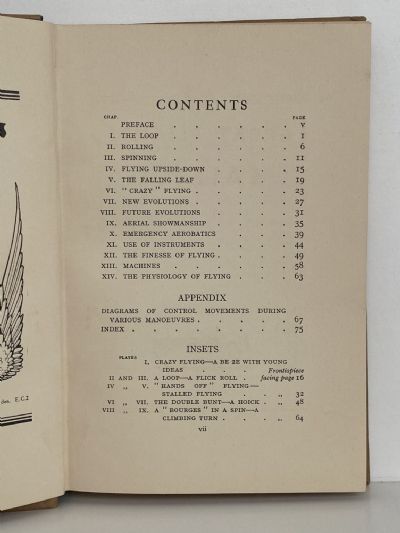 CONTENTS
CHAP. PAGE
PREFACE . . . . . . v
I. THE LOOP . . . . . . 1
II. ROLLING . . . . . . 6
III. SPINNING . . . . . 11
IV. FLYING UPSIDE-DOWN . . . . 15
V. THE FALLING LEAF . . . . 19
VI. "CRAZY" FLYING . . . . . 23
VII. NEW EVOLUTIONS . . . . 27
VIII. FUTURE EVOLUTIONS . . . . 31
IX. AERIAL SHOWMANSHIP . . . . 35
X. EMERGENCY AEROBATICS . . . 39
XI. USE OF INSTRUMENTS . . . . 44
XII. THE FINESSE OF FLYING . . . . 49
XIII. MACHINES . . . . . 58
XIV. THE PHYSIOLOGY OF FLYING . . . 63
APPENDIX
DIAGRAMS OF CONTROL MOVEMENTS DURING
VARIOUS MANOEUVRES . . . . . 67
INDEX . . . . . . . 75
INSETS
PLATES
I. CRAZY FLYING—A BE 2E WITH YOUNG
IDEAS . . . Frontispiece
II AND III. A LOOP—A FLICK ROLL . facing page 16
IV „ V. "HANDS OFF" FLYING—
STALLED FLYING . . „ 32
VI „ VII. THE DOUBLE BUNT—A HOICK . „ 48
VIII „ IX. A "BOURGES" IN A SPIN—A
CLIMBING TURN . . . „ 64
vii
E.C.2